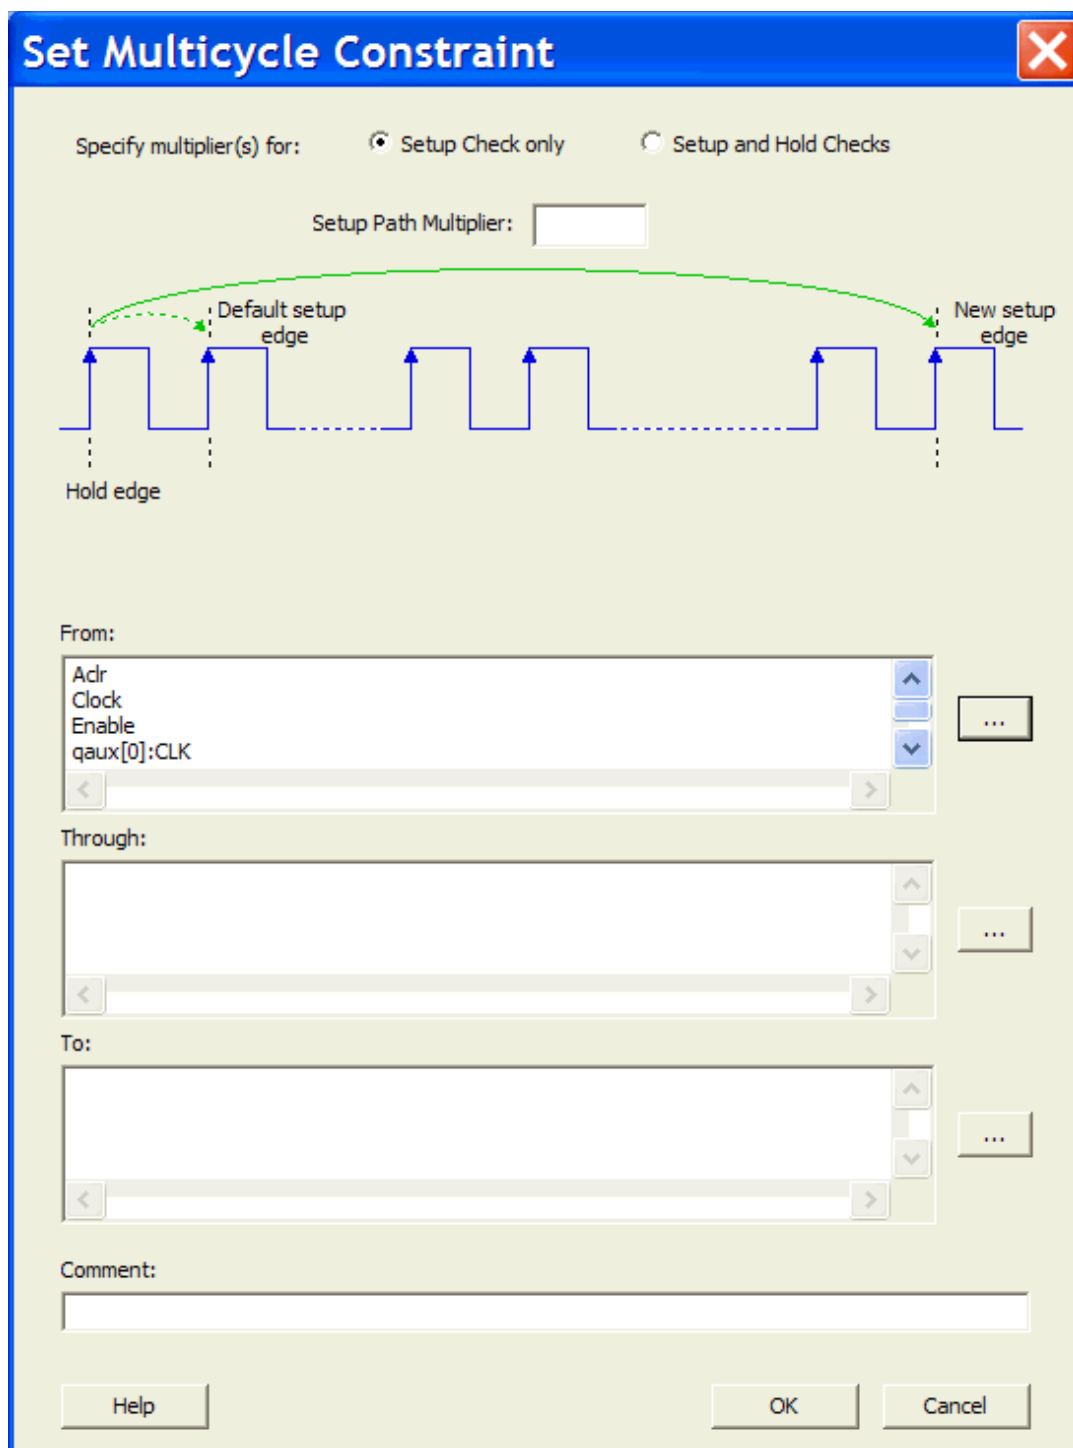 Set Multicycle Constraint
Specify multiplier(s) for: Setup Check only Setup and Hold Checks
Setup Path Multiplier:
Default setup
edge
New setup
edge
Hold edge
From:
Aclr
Clock
Enable
qaux[0]:CLK
...
Through:
...
To:
...
Comment:
Help OK Cancel